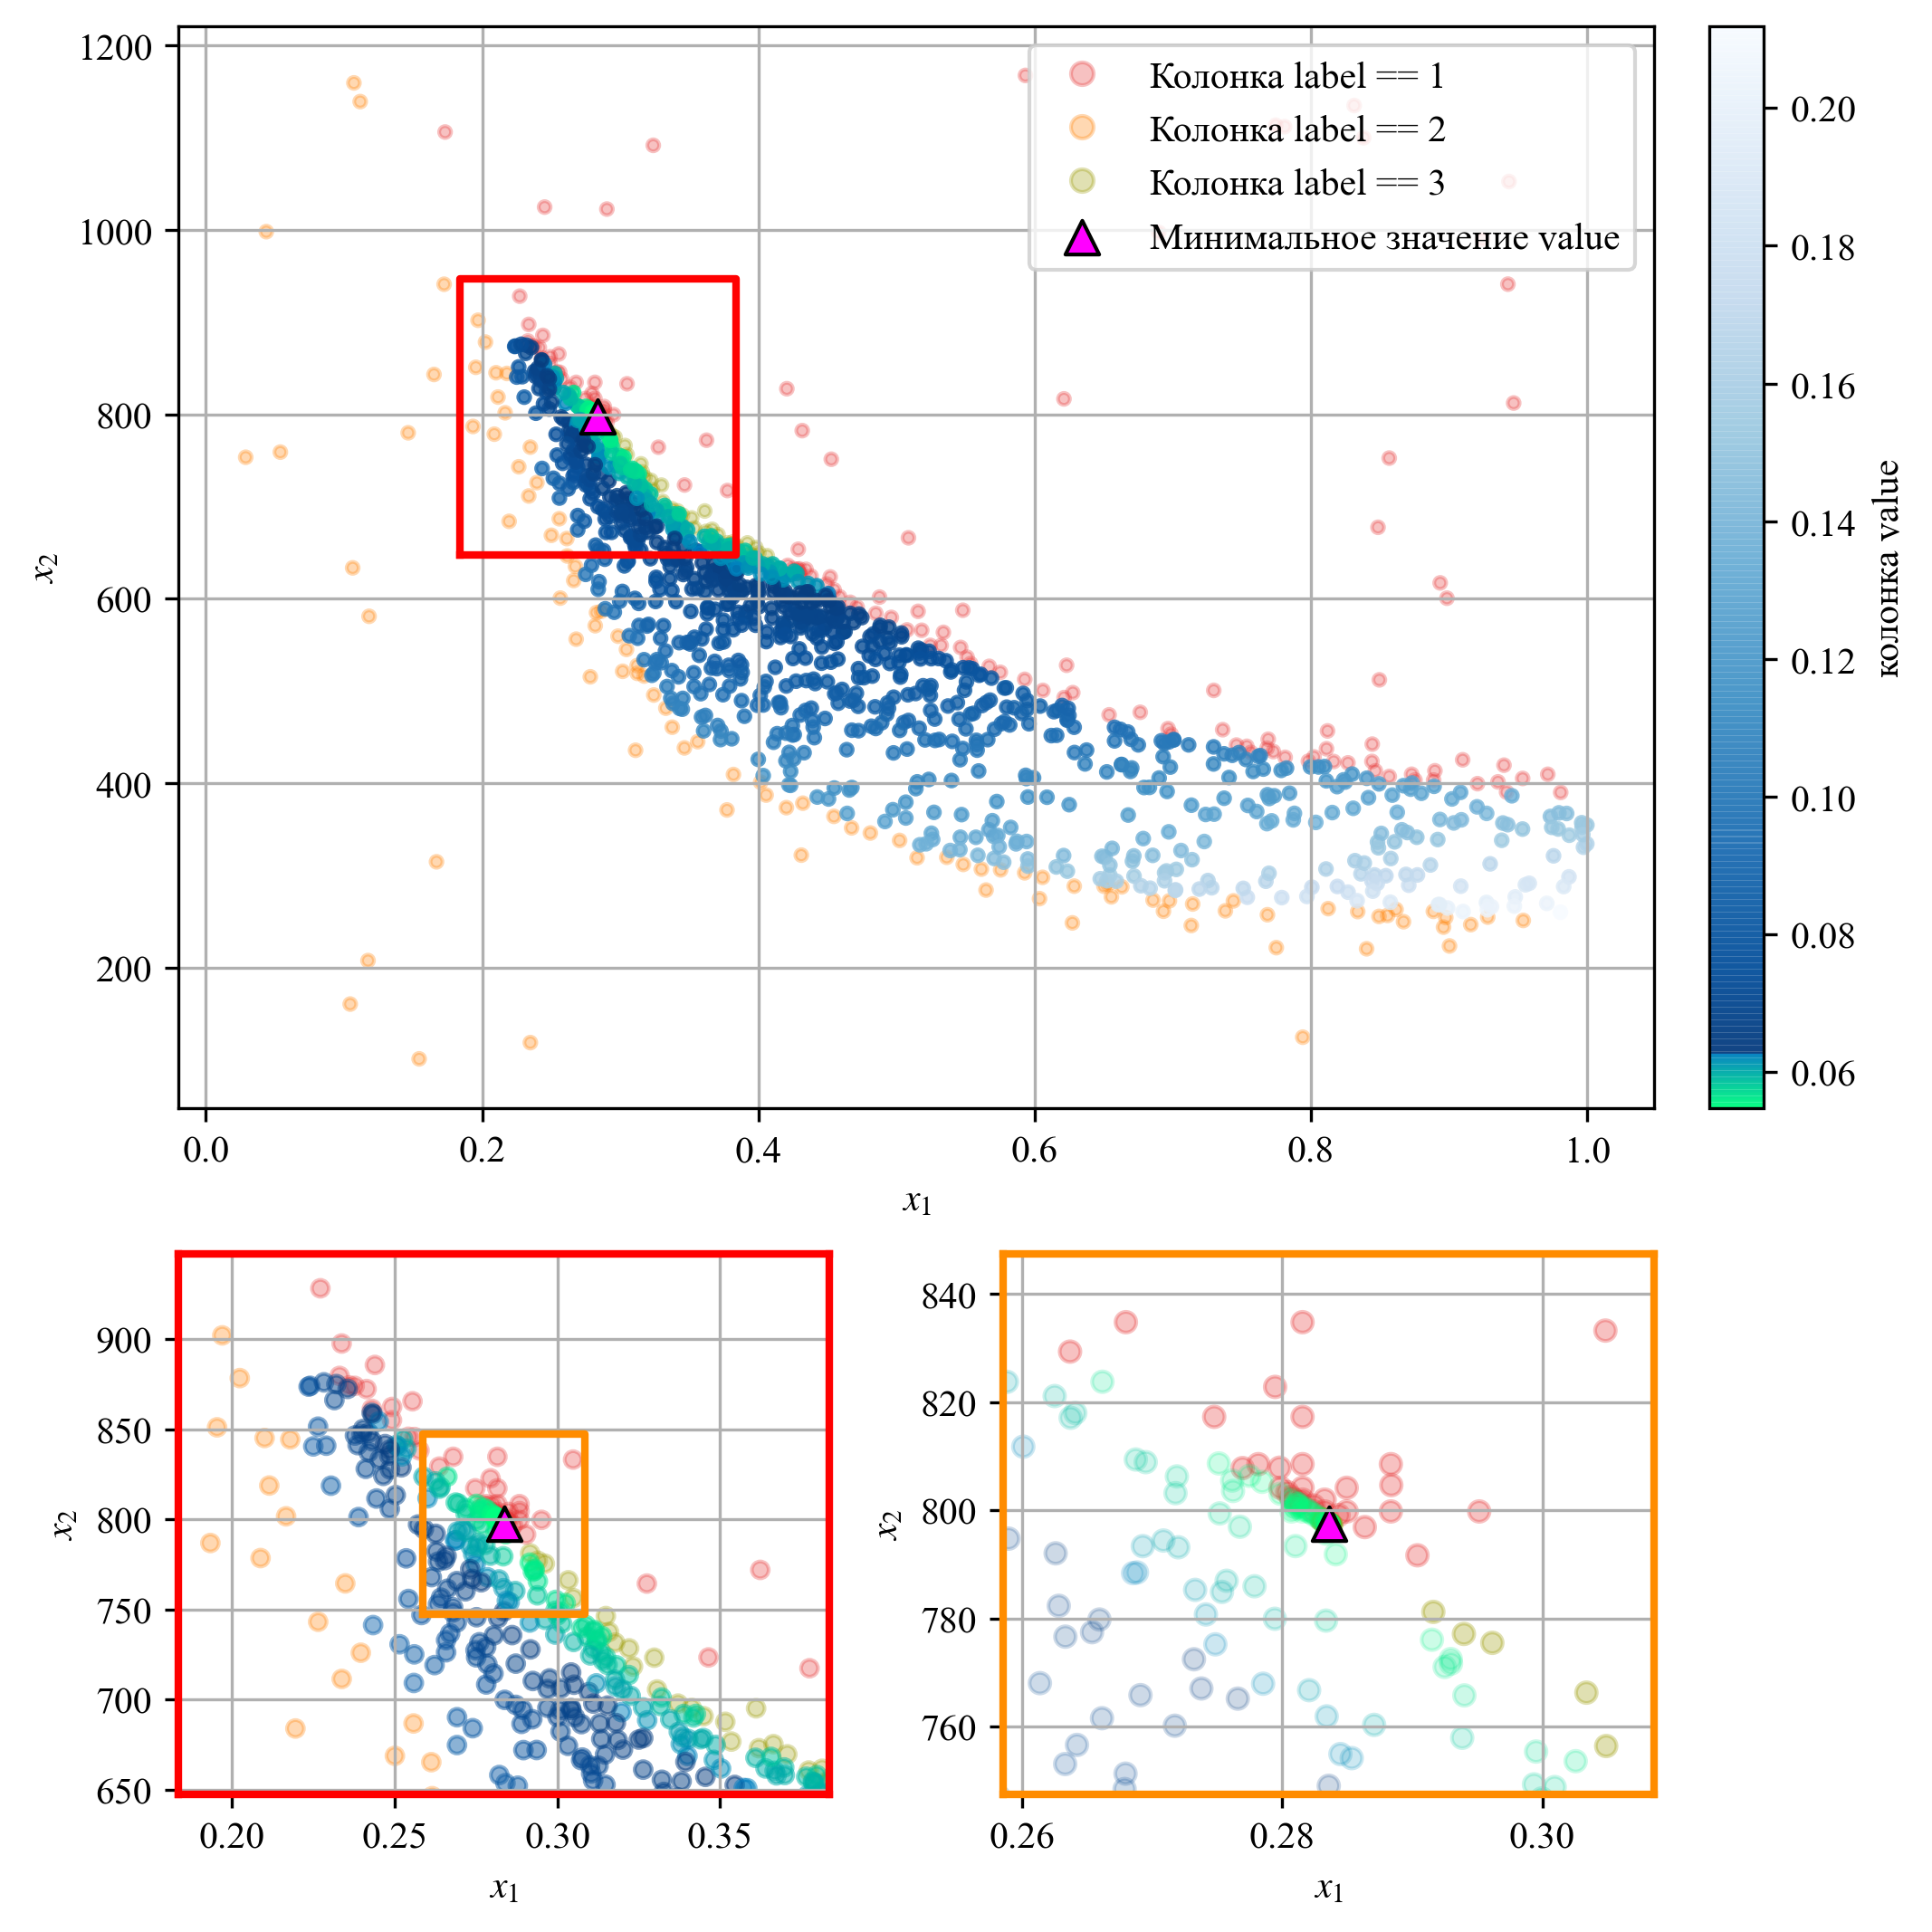 1200
1000
800
600
400
200
x₂
0.0 0.2 0.4 0.6 0.8 1.0
x₁
Колонка label == 1
Колонка label == 2
Колонка label == 3
Минимальное значение value
0.20
0.18
0.16
0.14
0.12
0.10
0.08
0.06
колонка value
900
850
800
750
700
650
x₂
0.20 0.25 0.30 0.35
x₁
840
820
800
780
760
x₂
0.26 0.28 0.30
x₁